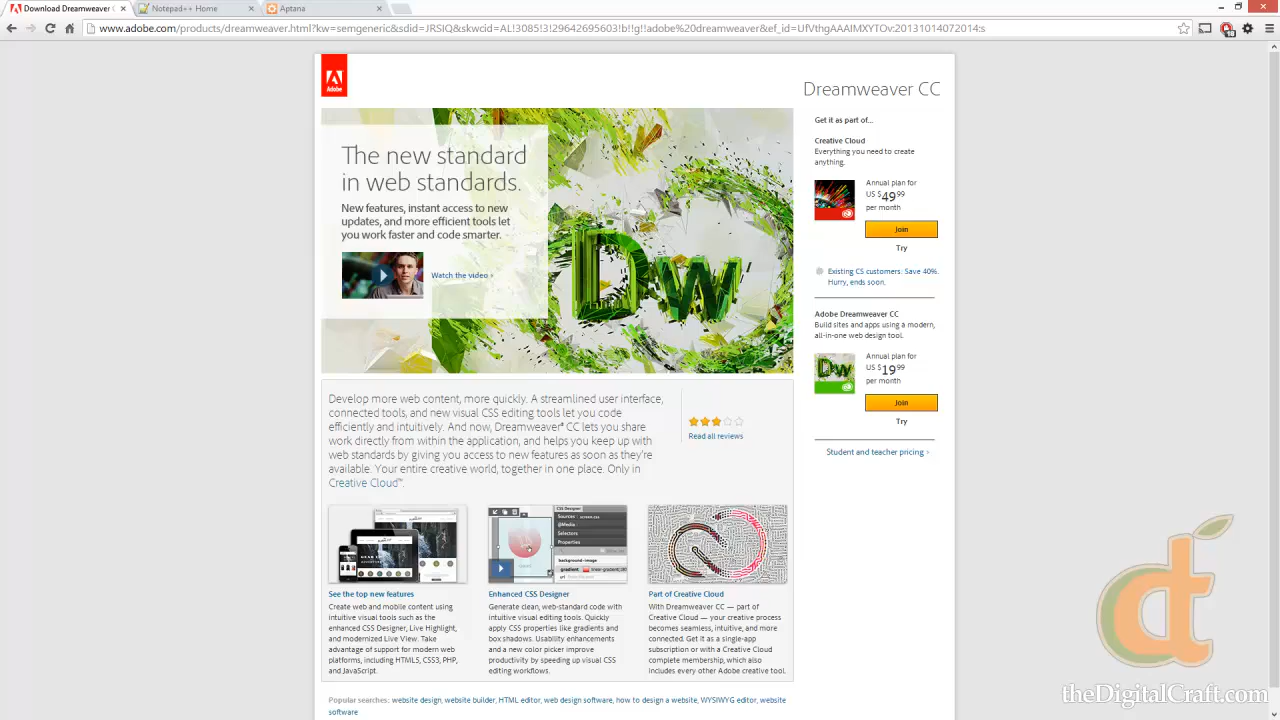 Download Dreamweaver C
Notepad++ Home
Aptana
www.adobe.com/products/dreamweaver.html?kw=semgeneric&sdid=JRSIQ&skwcid=AL!3085!3!29642695603!b!!g!!adobe%20dreamweaver&ef_id=UfVthgAAAIMXYTOv:20131014072014:s
Adobe
Dreamweaver CC
The new standard
in web standards.
New features, instant access to new
updates, and more efficient tools let
you work faster and code smarter.
Watch the video ›
Dw
Get it as part of...
Creative Cloud
Everything you need to create
anything.
Annual plan for
US $49.99
per month
Join
Try
Existing CS customers: Save 40%.
Hurry, ends soon.
Adobe Dreamweaver CC
Build sites and apps using a modern,
all-in-one web design tool.
Dw
Annual plan for
US $19.99
per month
Join
Try
Student and teacher pricing ›
Develop more web content, more quickly. A streamlined user interface,
connected tools, and new visual CSS editing tools let you code
efficiently and intuitively. And now, Dreamweaver® CC lets you share
work directly from within the application, and helps you keep up with
web standards by giving you access to new features as soon as they're
available. Your entire creative world, together in one place. Only in
Creative Cloud™.
Read all reviews
CSS Designer
Sources : screen.css
@Media :
Selectors
Properties
background-image
gradient
See the top new features
Create web and mobile content using
intuitive visual tools such as the
enhanced CSS Designer, Live Highlight,
and modernized Live View. Take
advantage of support for modern web
platforms, including HTML5, CSS3, PHP,
and JavaScript.
Enhanced CSS Designer
Generate clean, web-standard code with
intuitive visual editing tools. Quickly
apply CSS properties like gradients and
box shadows. Usability enhancements
and a new color picker improve
productivity by speeding up visual CSS
editing workflows.
Part of Creative Cloud
With Dreamweaver CC — part of
Creative Cloud — your creative process
becomes seamless, intuitive, and more
connected. Get it as a single-app
subscription or with a Creative Cloud
complete membership, which also
includes every other Adobe creative tool.
Popular searches: website design, website builder, HTML editor, web design software, how to design a website, WYSIWYG editor, website
software
dt
theDigitalCraft.com